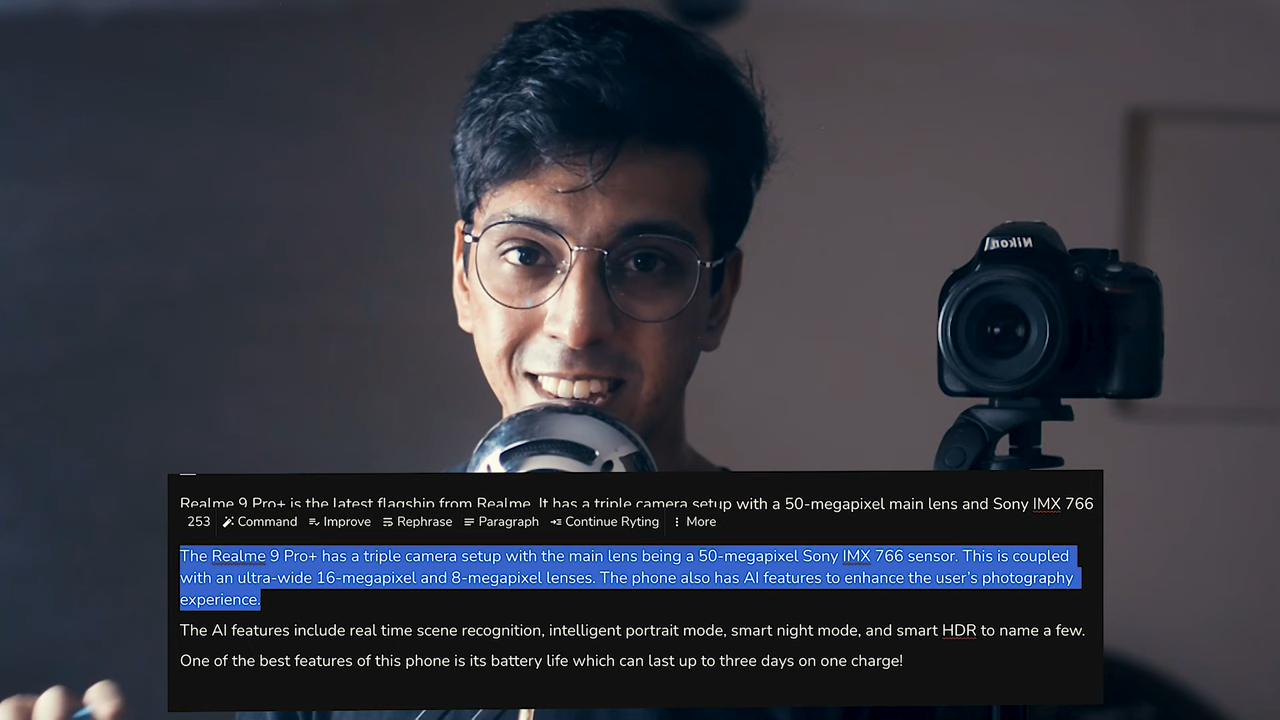 Nikon
Realme 9 Pro+ is the latest flagship from Realme. It has a triple camera setup with a 50-megapixel main lens and Sony IMX 766
253 Command Improve Rephrase Paragraph Continue Ryting More
The Realme 9 Pro+ has a triple camera setup with the main lens being a 50-megapixel Sony IMX 766 sensor. This is coupled
with an ultra-wide 16-megapixel and 8-megapixel lenses. The phone also has AI features to enhance the user's photography
experience.
The AI features include real time scene recognition, intelligent portrait mode, smart night mode, and smart HDR to name a few.
One of the best features of this phone is its battery life which can last up to three days on one charge!